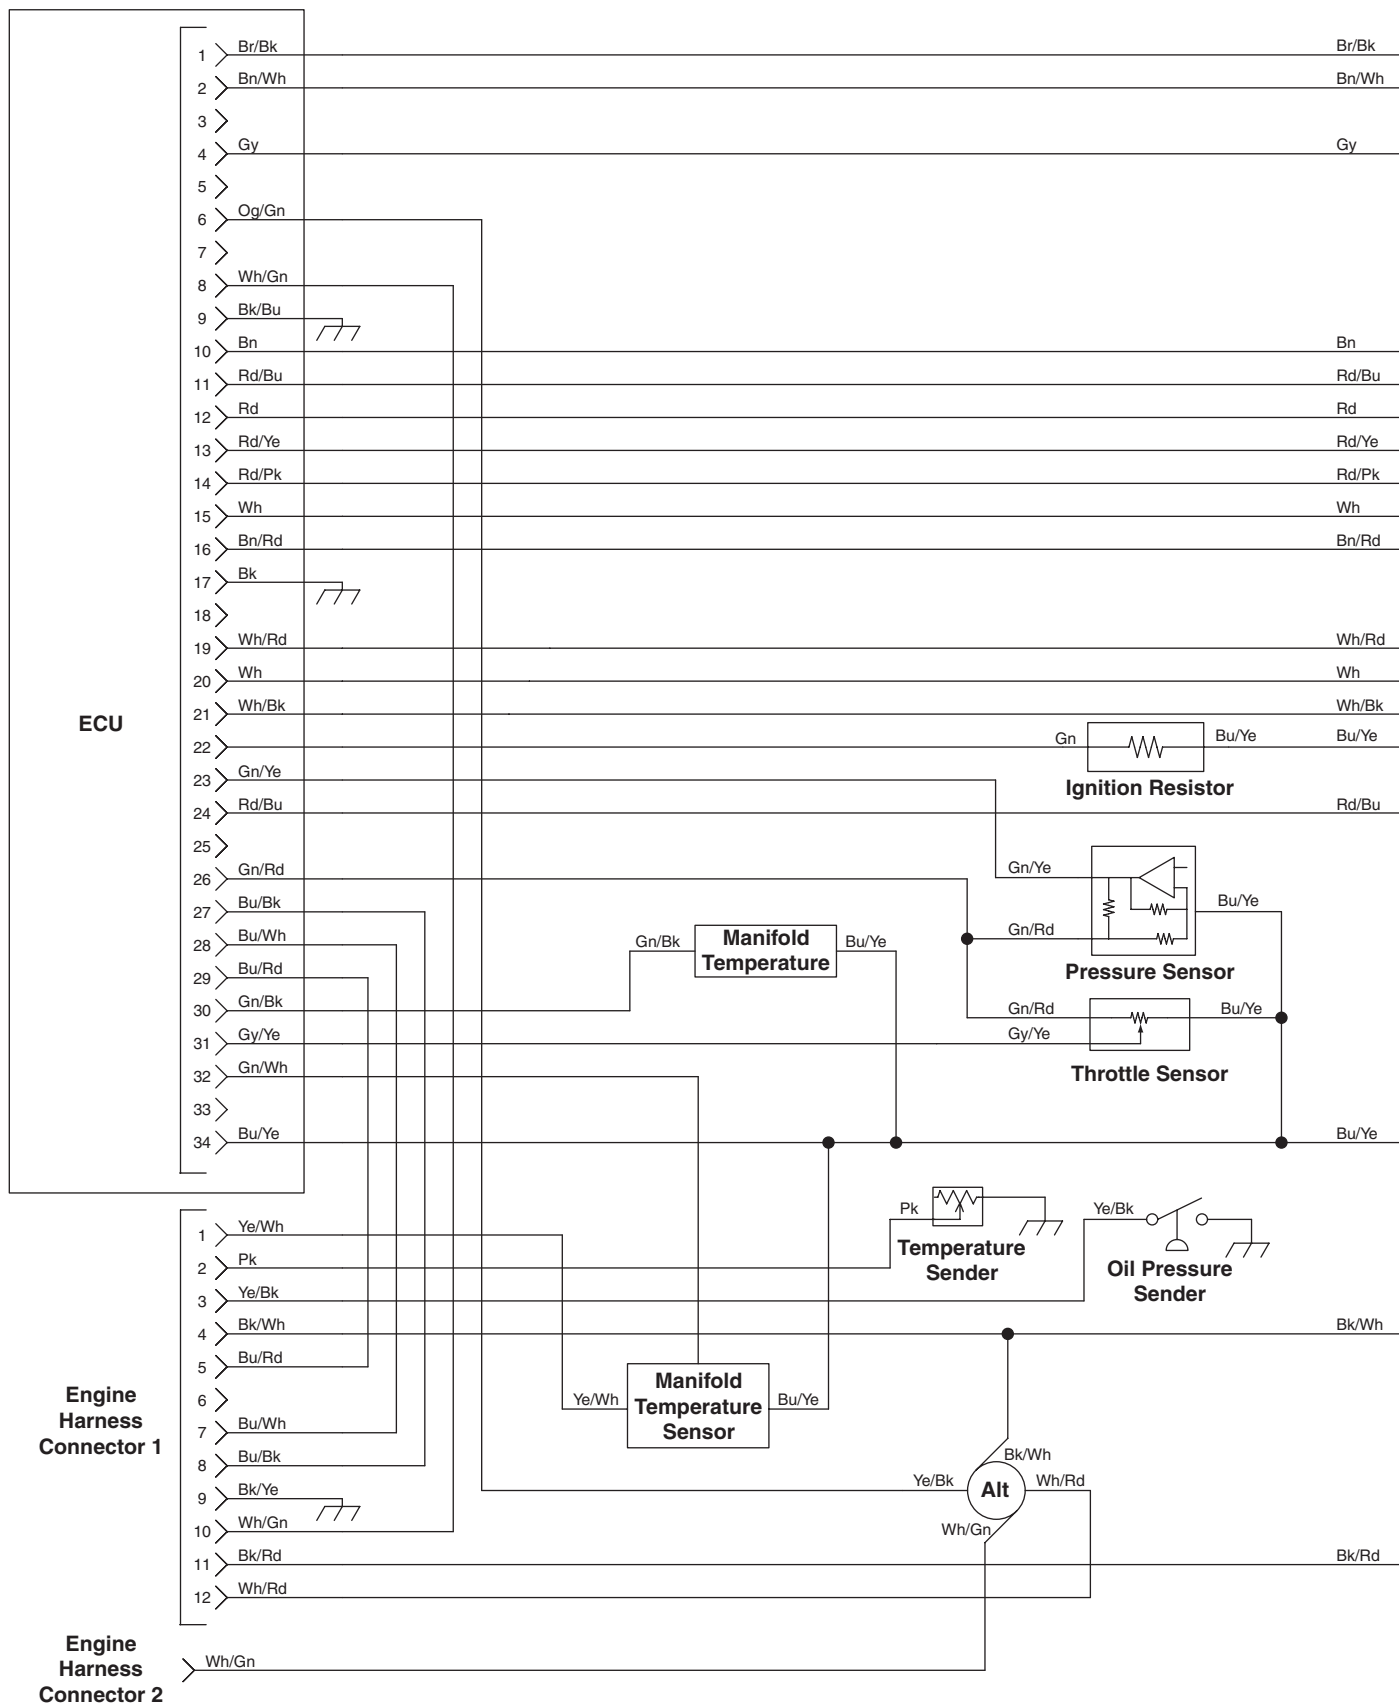 1 Br/Bk Br/Bk
2 Bn/Wh Bn/Wh
3
4 Gy Gy
5
6 Og/Gn
7
8 Wh/Gn
9 Bk/Bu
10 Bn Bn
11 Rd/Bu Rd/Bu
12 Rd Rd
13 Rd/Ye Rd/Ye
14 Rd/Pk Rd/Pk
15 Wh Wh
16 Bn/Rd Bn/Rd
17 Bk
18
19 Wh/Rd Wh/Rd
20 Wh Wh
ECU
21 Wh/Bk Wh/Bk
22 Gn Bu/Ye Bu/Ye
Ignition Resistor
23 Gn/Ye
24 Rd/Bu Rd/Bu
25
26 Gn/Rd Gn/Ye
27 Bu/Bk Bu/Ye
28 Bu/Wh Gn/Bk Manifold Bu/Ye Gn/Rd
Temperature
29 Bu/Rd Pressure Sensor
30 Gn/Bk Gn/Rd Bu/Ye
31 Gy/Ye Gy/Ye
32 Gn/Wh Throttle Sensor
33
34 Bu/Ye Bu/Ye
1 Ye/Wh Pk Ye/Bk
2 Pk Temperature
Sender
Oil Pressure
Sender
3 Ye/Bk
4 Bk/Wh Bk/Wh
5 Bu/Rd
6 Ye/Wh Manifold Bu/Ye
Temperature
Sensor
Engine
Harness
Connector 1
7 Bu/Wh
8 Bu/Bk Bk/Wh
9 Bk/Ye Ye/Bk Alt Wh/Rd
10 Wh/Gn Wh/Gn
11 Bk/Rd Bk/Rd
12 Wh/Rd
Engine
Harness
Connector 2
Wh/Gn